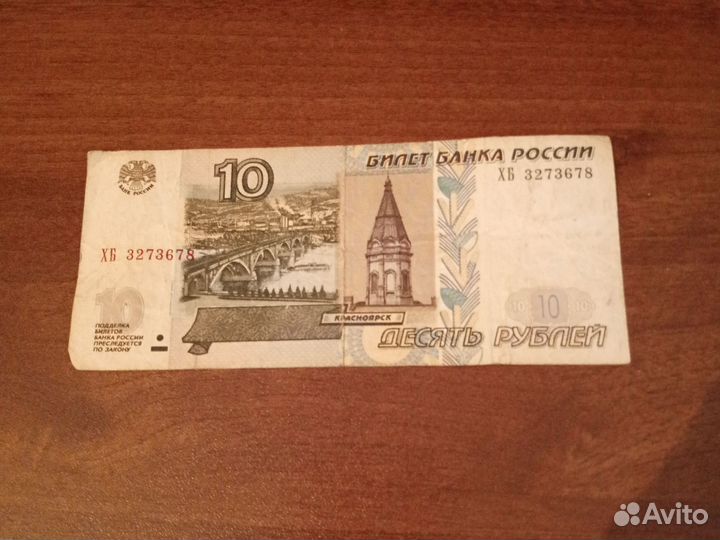 10
БИЛЕТ БАНКА РОССИИ
ХБ 3273678
БАНК РОССИИ
ХБ 3273678
10
ПОДДЕЛКА
БИЛЕТОВ
БАНКА РОССИИ
ПРЕСЛЕДУЕТСЯ
ПО ЗАКОНУ
КРАСНОЯРСК
10 10 10
ДЕСЯТЬ РУБЛЕЙ
Avito